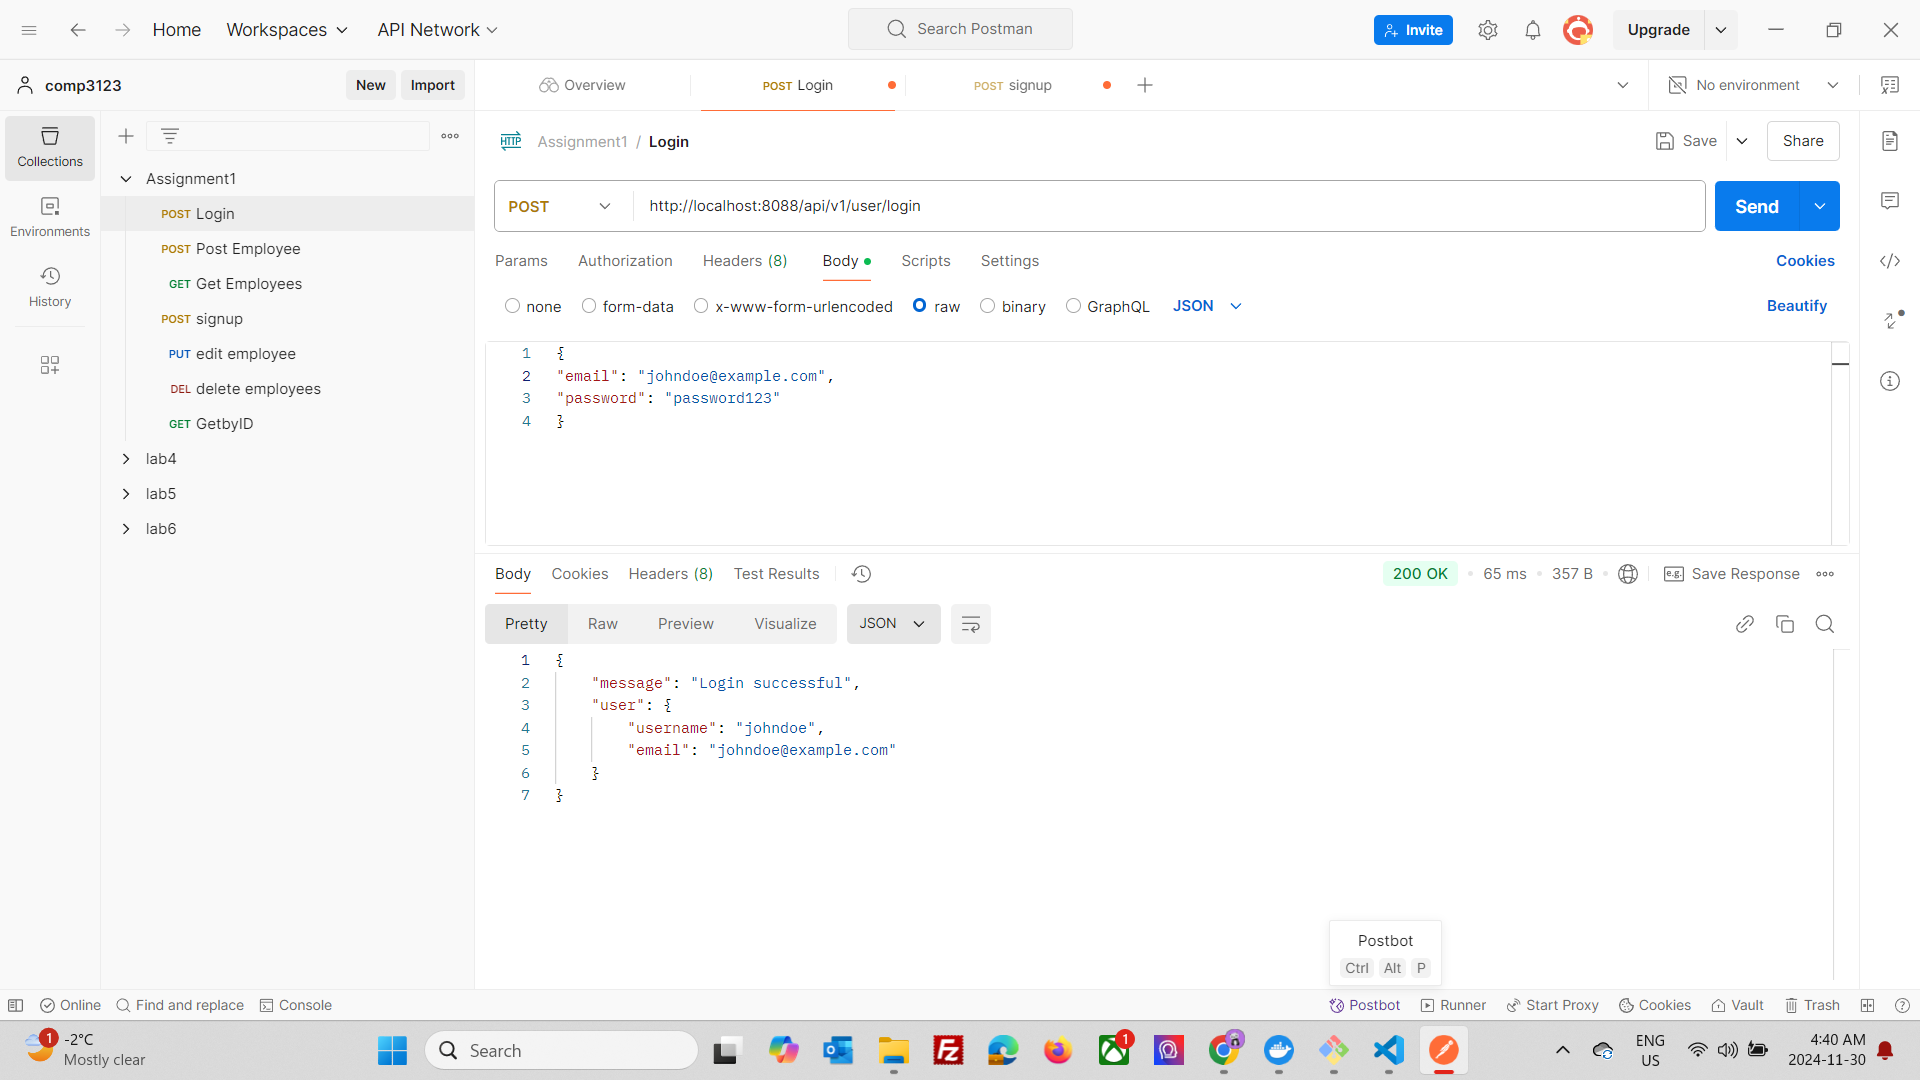 Home
Workspaces
API Network
Search Postman
Invite
Upgrade
comp3123
New
Import
Overview
POST Login
POST signup
No environment
Collections
Environments
History
Assignment1
POST Login
POST Post Employee
GET Get Employees
POST signup
PUT edit employee
DEL delete employees
GET GetbyID
lab4
lab5
lab6
HTTP Assignment1 / Login
Save
Share
POST http://localhost:8088/api/v1/user/login
Send
Params Authorization Headers (8) Body Scripts Settings
Cookies
none form-data x-www-form-urlencoded raw binary GraphQL JSON
Beautify
1 {
2 "email": "johndoe@example.com",
3 "password": "password123"
4 }
Body Cookies Headers (8) Test Results
200 OK 65 ms 357 B e.g. Save Response
Pretty Raw Preview Visualize JSON
1 {
2 "message": "Login successful",
3 "user": {
4 "username": "johndoe",
5 "email": "johndoe@example.com"
6 }
7 }
Postbot
Ctrl Alt P
Online Find and replace Console
Postbot Runner Start Proxy Cookies Vault Trash
1 -2°C
Mostly clear
Search
FZ
1
ENG
US
4:40 AM
2024-11-30